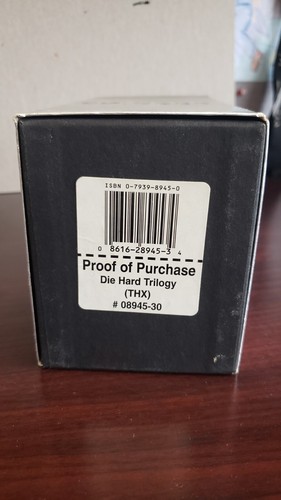 ISBN 0-7939-8945-0
0 8616-28945-3 4
Proof of Purchase
Die Hard Trilogy
(THX)
# 08945-30